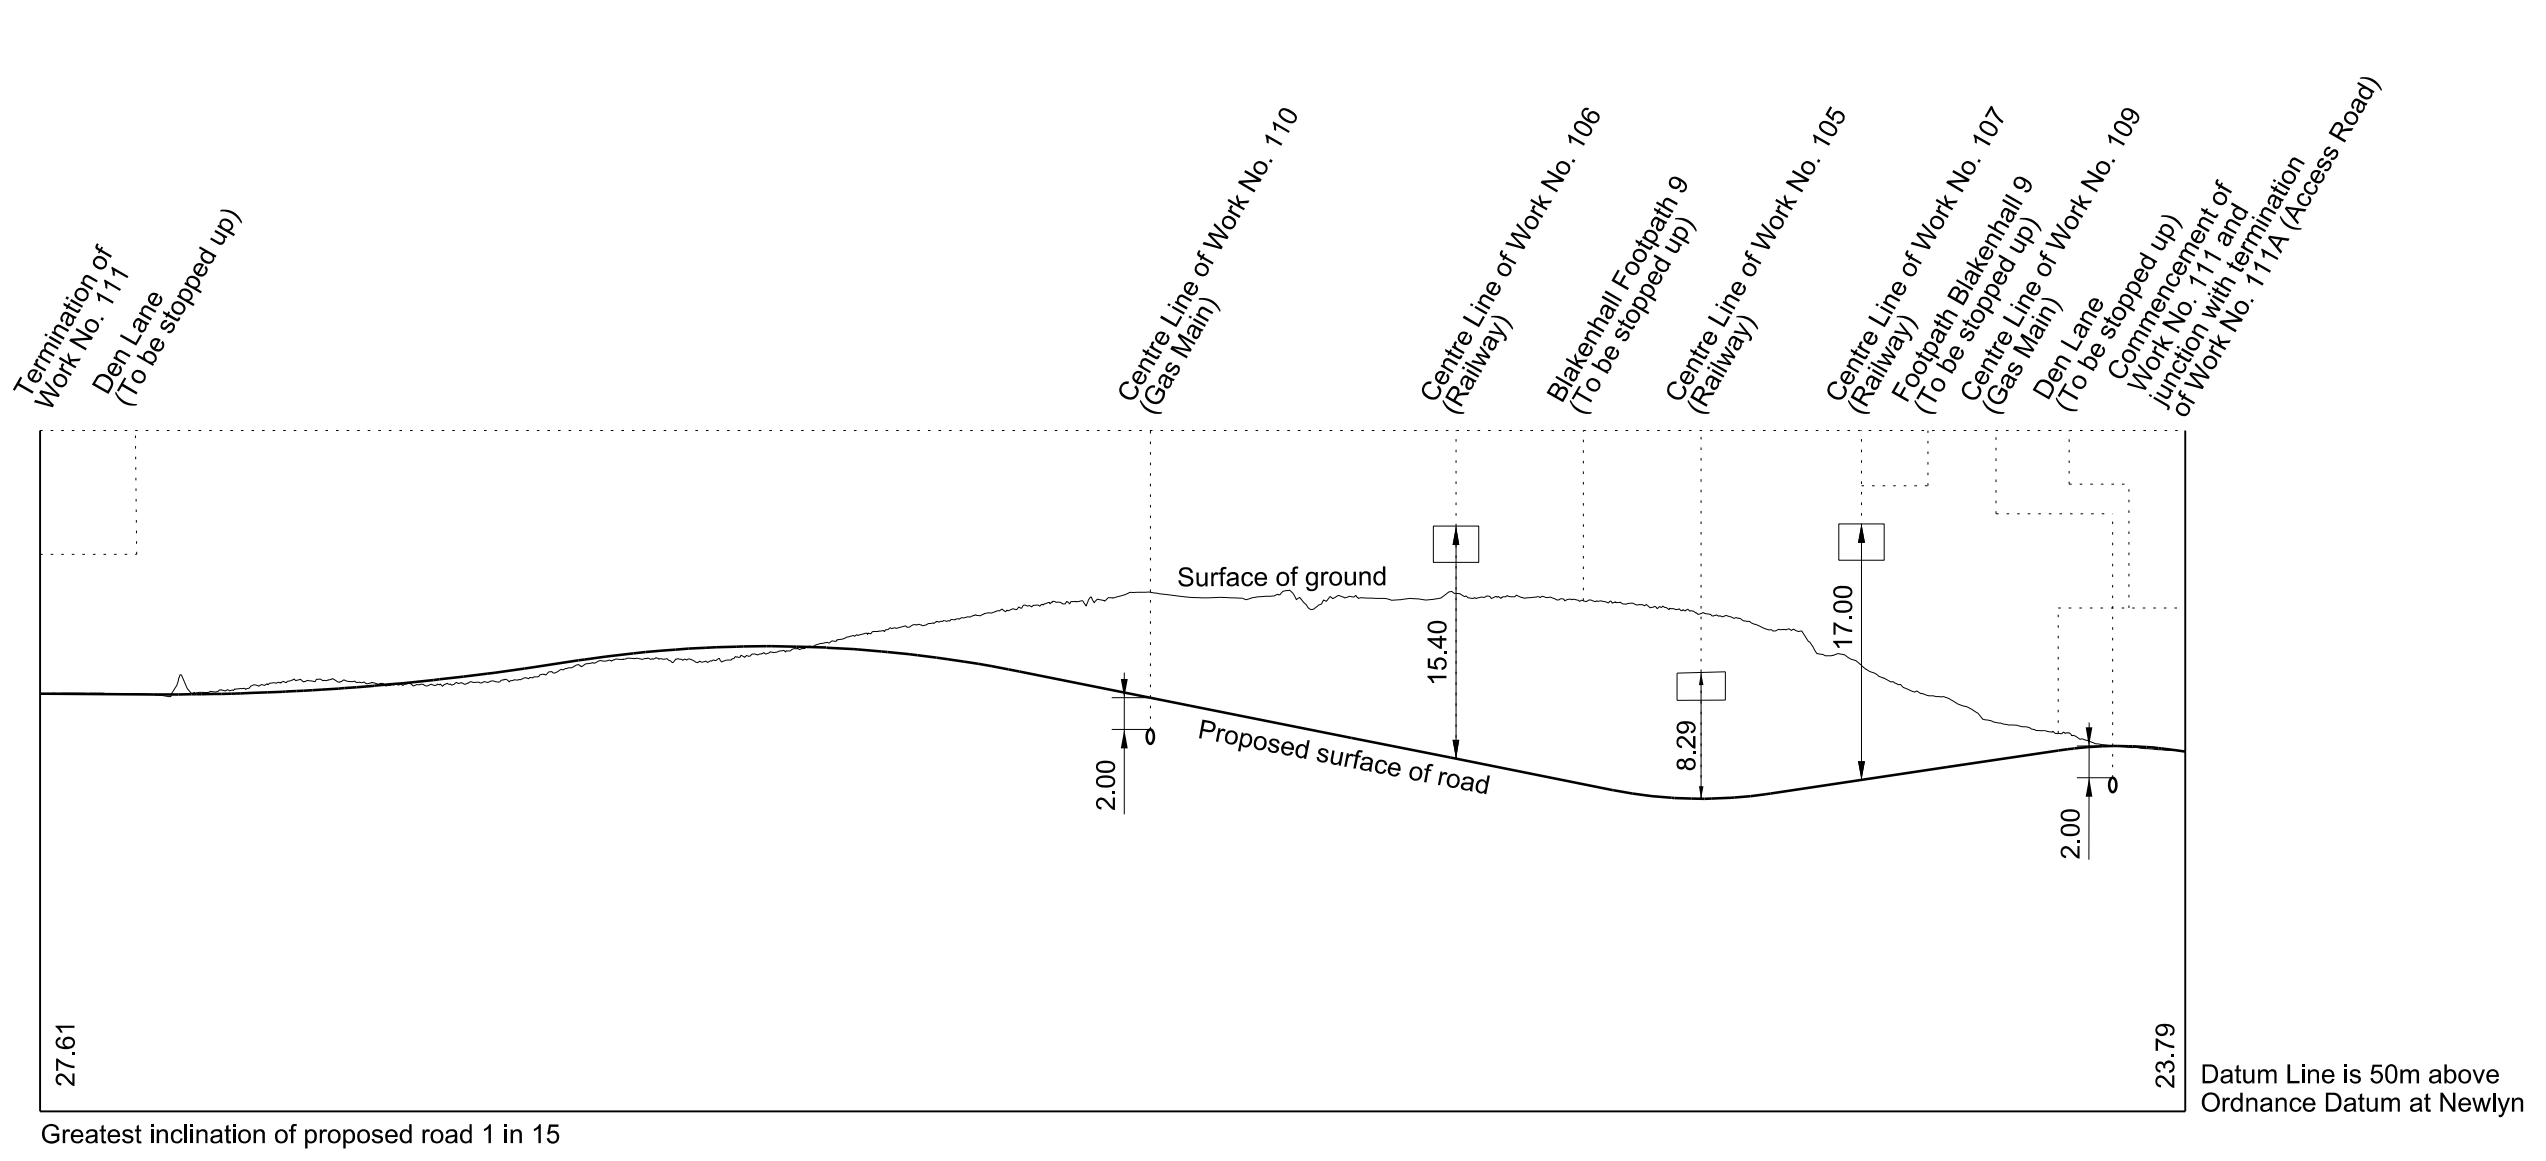 Termination of
Work No. 111
Den Lane
(To be stopped up)
Centre Line of Work No. 110
(Gas Main)
Centre Line of Work No. 106
(Railway)
Blakenhall Footpath 9
(To be stopped up)
Centre Line of Work No. 105
(Railway)
Centre Line of Work No. 107
(Railway)
Footpath Blakenhall 9
(To be stopped up)
Centre Line of Work No. 109
(Gas Main)
Den Lane
(To be stopped up)
Commencement of
Work No. 111 and
junction with termination
of Work No. 111A (Access Road)
Surface of ground
15.40
17.00
8.29
Proposed surface of road
2.00
2.00
27.61
23.79
Datum Line is 50m above
Ordnance Datum at Newlyn
Greatest inclination of proposed road 1 in 15